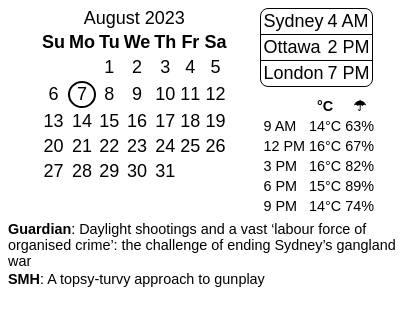 August 2023
Su Mo Tu We Th Fr Sa
1 2 3 4 5
6 7 8 9 10 11 12
13 14 15 16 17 18 19
20 21 22 23 24 25 26
27 28 29 30 31
Sydney 4 AM
Ottawa 2 PM
London 7 PM
°C ☂
9 AM 14°C 63%
12 PM 16°C 67%
3 PM 16°C 82%
6 PM 15°C 89%
9 PM 14°C 74%
Guardian: Daylight shootings and a vast ‘labour force of
organised crime’: the challenge of ending Sydney’s gangland
war
SMH: A topsy-turvy approach to gunplay